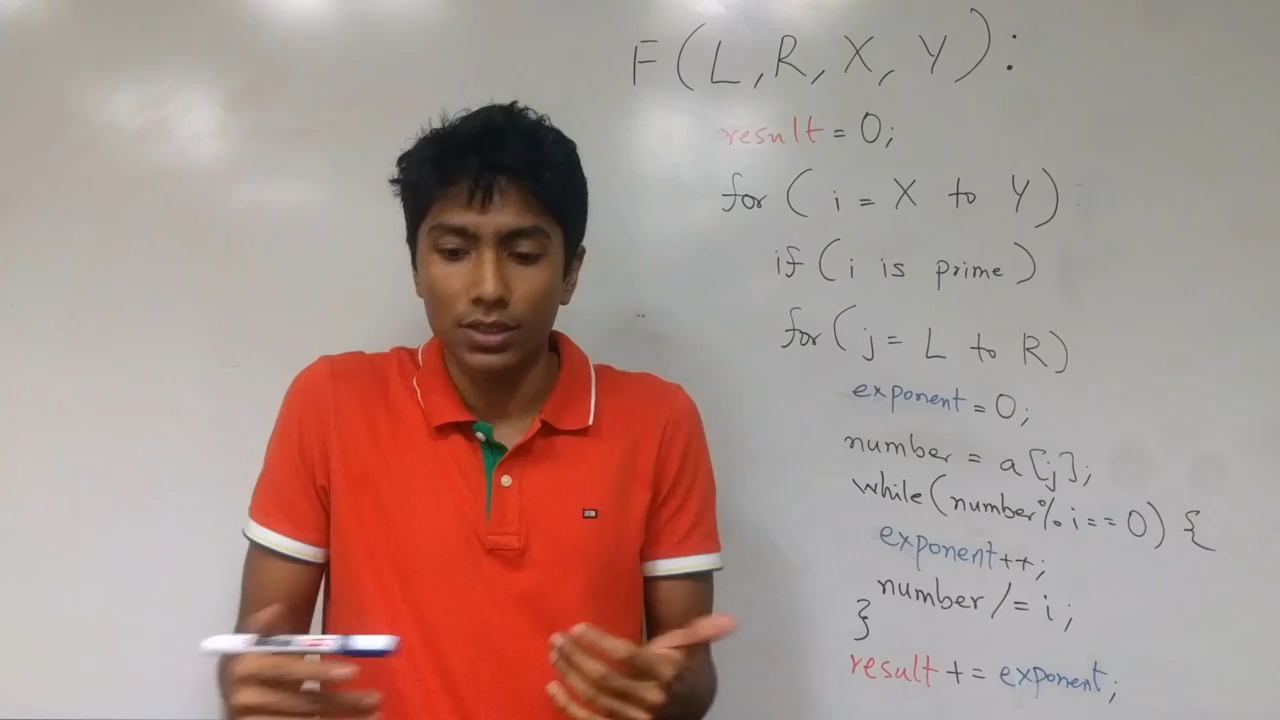 F(L,R,X,Y):
result = 0;
for ( i = X to Y)
if ( i is prime)
for ( j = L to R)
exponent = 0;
number = a[j];
while(number%i==0) {
exponent++;
number /= i;
}
result += exponent;